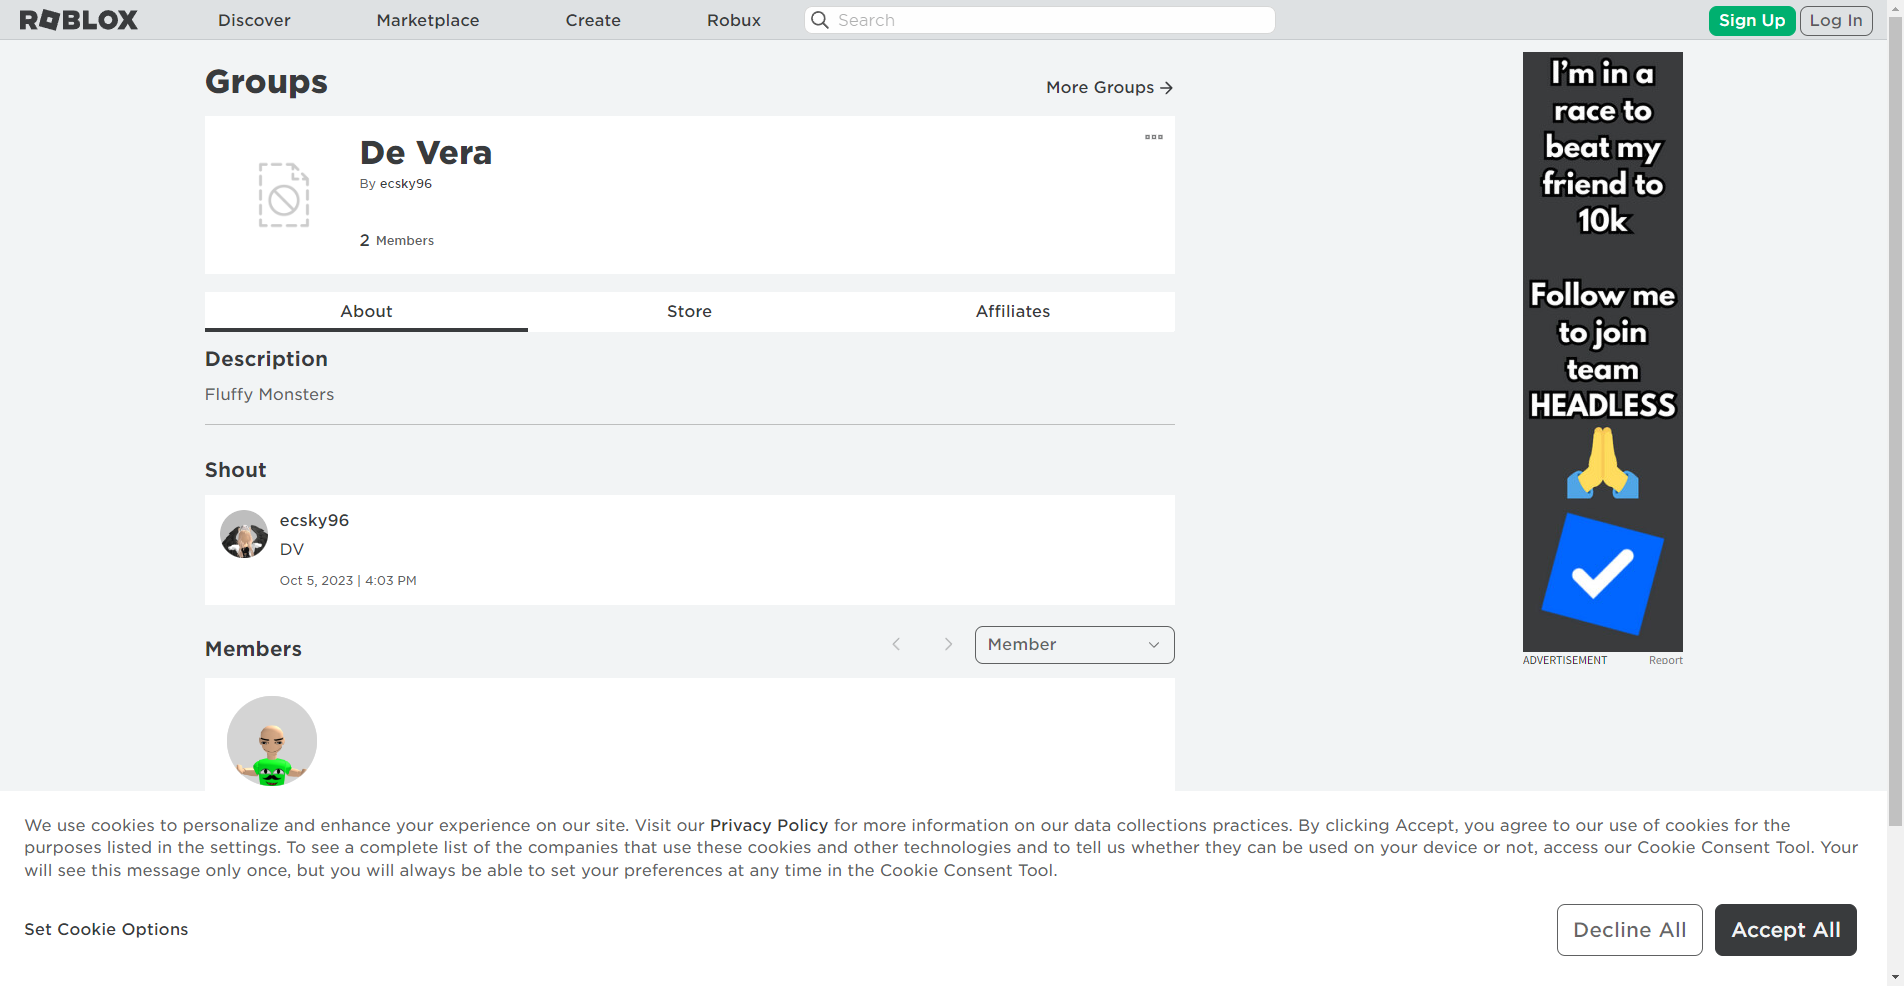 ROBLOX Discover Marketplace Create Robux Search Sign Up Log In
Groups
More Groups
De Vera
By ecsky96
2 Members
About Store Affiliates
Description
Fluffy Monsters
Shout
ecsky96
DV
Oct 5, 2023 | 4:03 PM
Members
Member
I'm in a
race to
beat my
friend to
10k
Follow me
to join
team
HEADLESS
ADVERTISEMENT Report
We use cookies to personalize and enhance your experience on our site. Visit our Privacy Policy for more information on our data collections practices. By clicking Accept, you agree to our use of cookies for the
purposes listed in the settings. To see a complete list of the companies that use these cookies and other technologies and to tell us whether they can be used on your device or not, access our Cookie Consent Tool. Your
will see this message only once, but you will always be able to set your preferences at any time in the Cookie Consent Tool.
Set Cookie Options
Decline All
Accept All